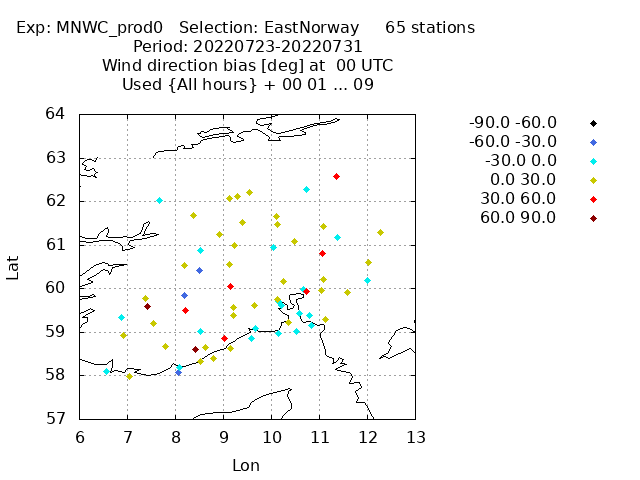 Exp: MNWC_prod0 Selection: EastNorway 65 stations
Period: 20220723-20220731
Wind direction bias [deg] at 00 UTC
Used {All hours} + 00 01 ... 09
-90.0 -60.0
-60.0 -30.0
-30.0 0.0
0.0 30.0
30.0 60.0
60.0 90.0
64
63
62
61
60
59
58
57
Lat
6 7 8 9 10 11 12 13
Lon